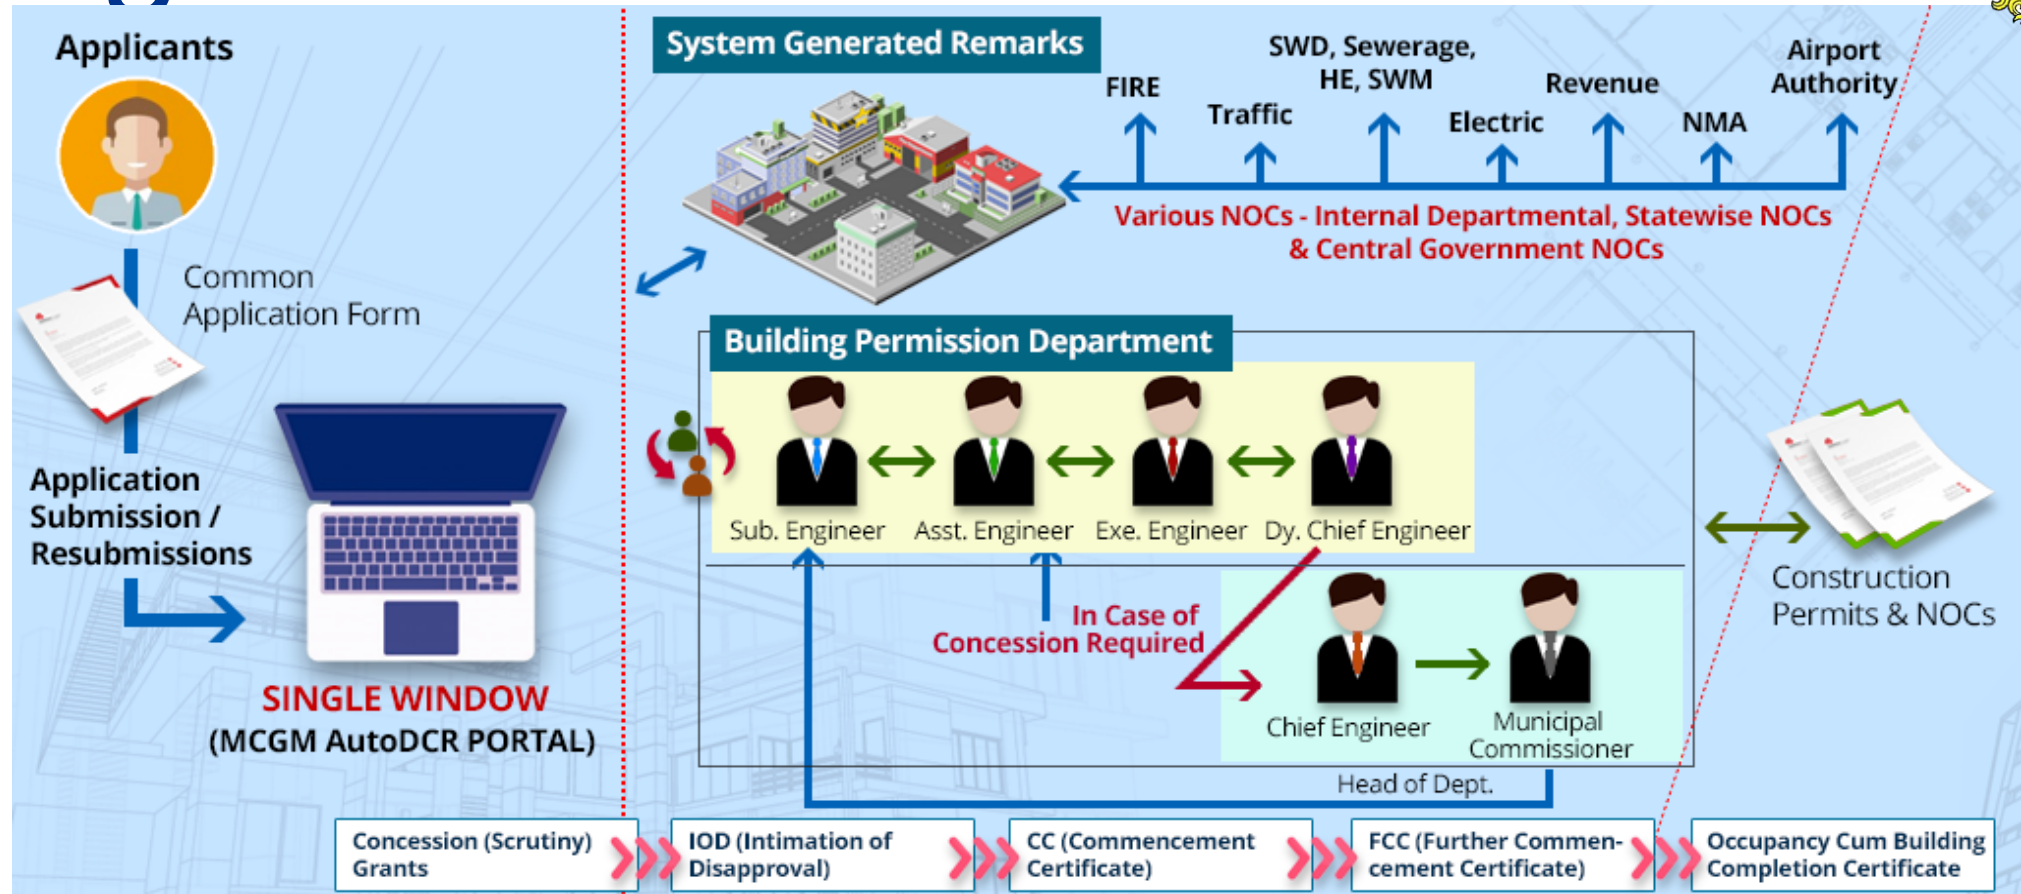 Applicants
Common
Application Form
Application
Submission /
Resubmissions
SINGLE WINDOW
(MCGM AutoDCR PORTAL)
System Generated Remarks
FIRE
Traffic
SWD, Sewerage,
HE, SWM
Electric
Revenue
NMA
Airport
Authority
Various NOCs - Internal Departmental, Statewise NOCs
& Central Government NOCs
Building Permission Department
Sub. Engineer
Asst. Engineer
Exe. Engineer
Dy. Chief Engineer
In Case of
Concession Required
Chief Engineer
Municipal
Commissioner
Head of Dept.
Construction
Permits & NOCs
Concession (Scrutiny)
Grants
IOD (Intimation of
Disapproval)
CC (Commencement
Certificate)
FCC (Further Commen-
cement Certificate)
Occupancy Cum Building
Completion Certificate